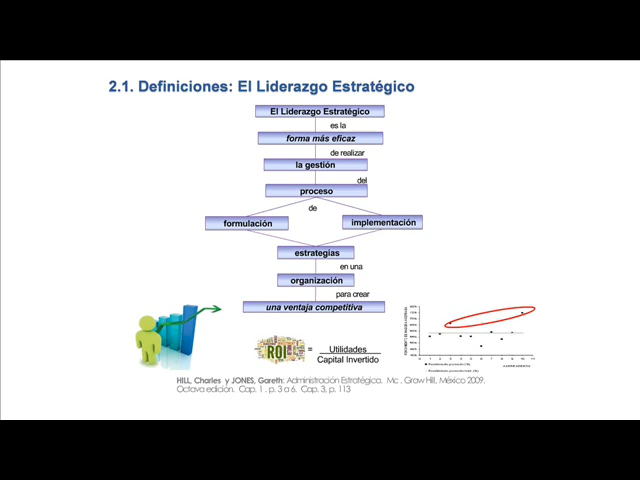 2.1. Definiciones: El Liderazgo Estratégico
El Liderazgo Estratégico
es la
forma más eficaz
de realizar
la gestión
del
proceso
de
formulación
implementación
estrategias
en una
organización
para crear
una ventaja competitiva
ROI
= Utilidades
Capital Invertido
HILL, Charles y JONES, Gareth: Administración Estratégica. Mc. Graw Hill, México 2009.
Octava edición. Cap. 1. p. 3 a 6. Cap. 3, p. 113